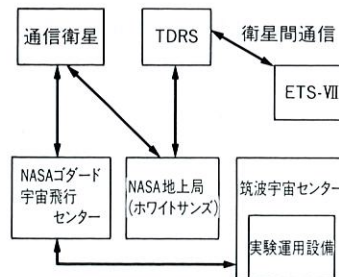 通信衛星
TDRS
衛星間通信
ETS-Ⅶ
NASAゴダード
宇宙飛行
センター
NASA地上局
(ホワイトサンズ)
筑波宇宙センター
実験運用設備